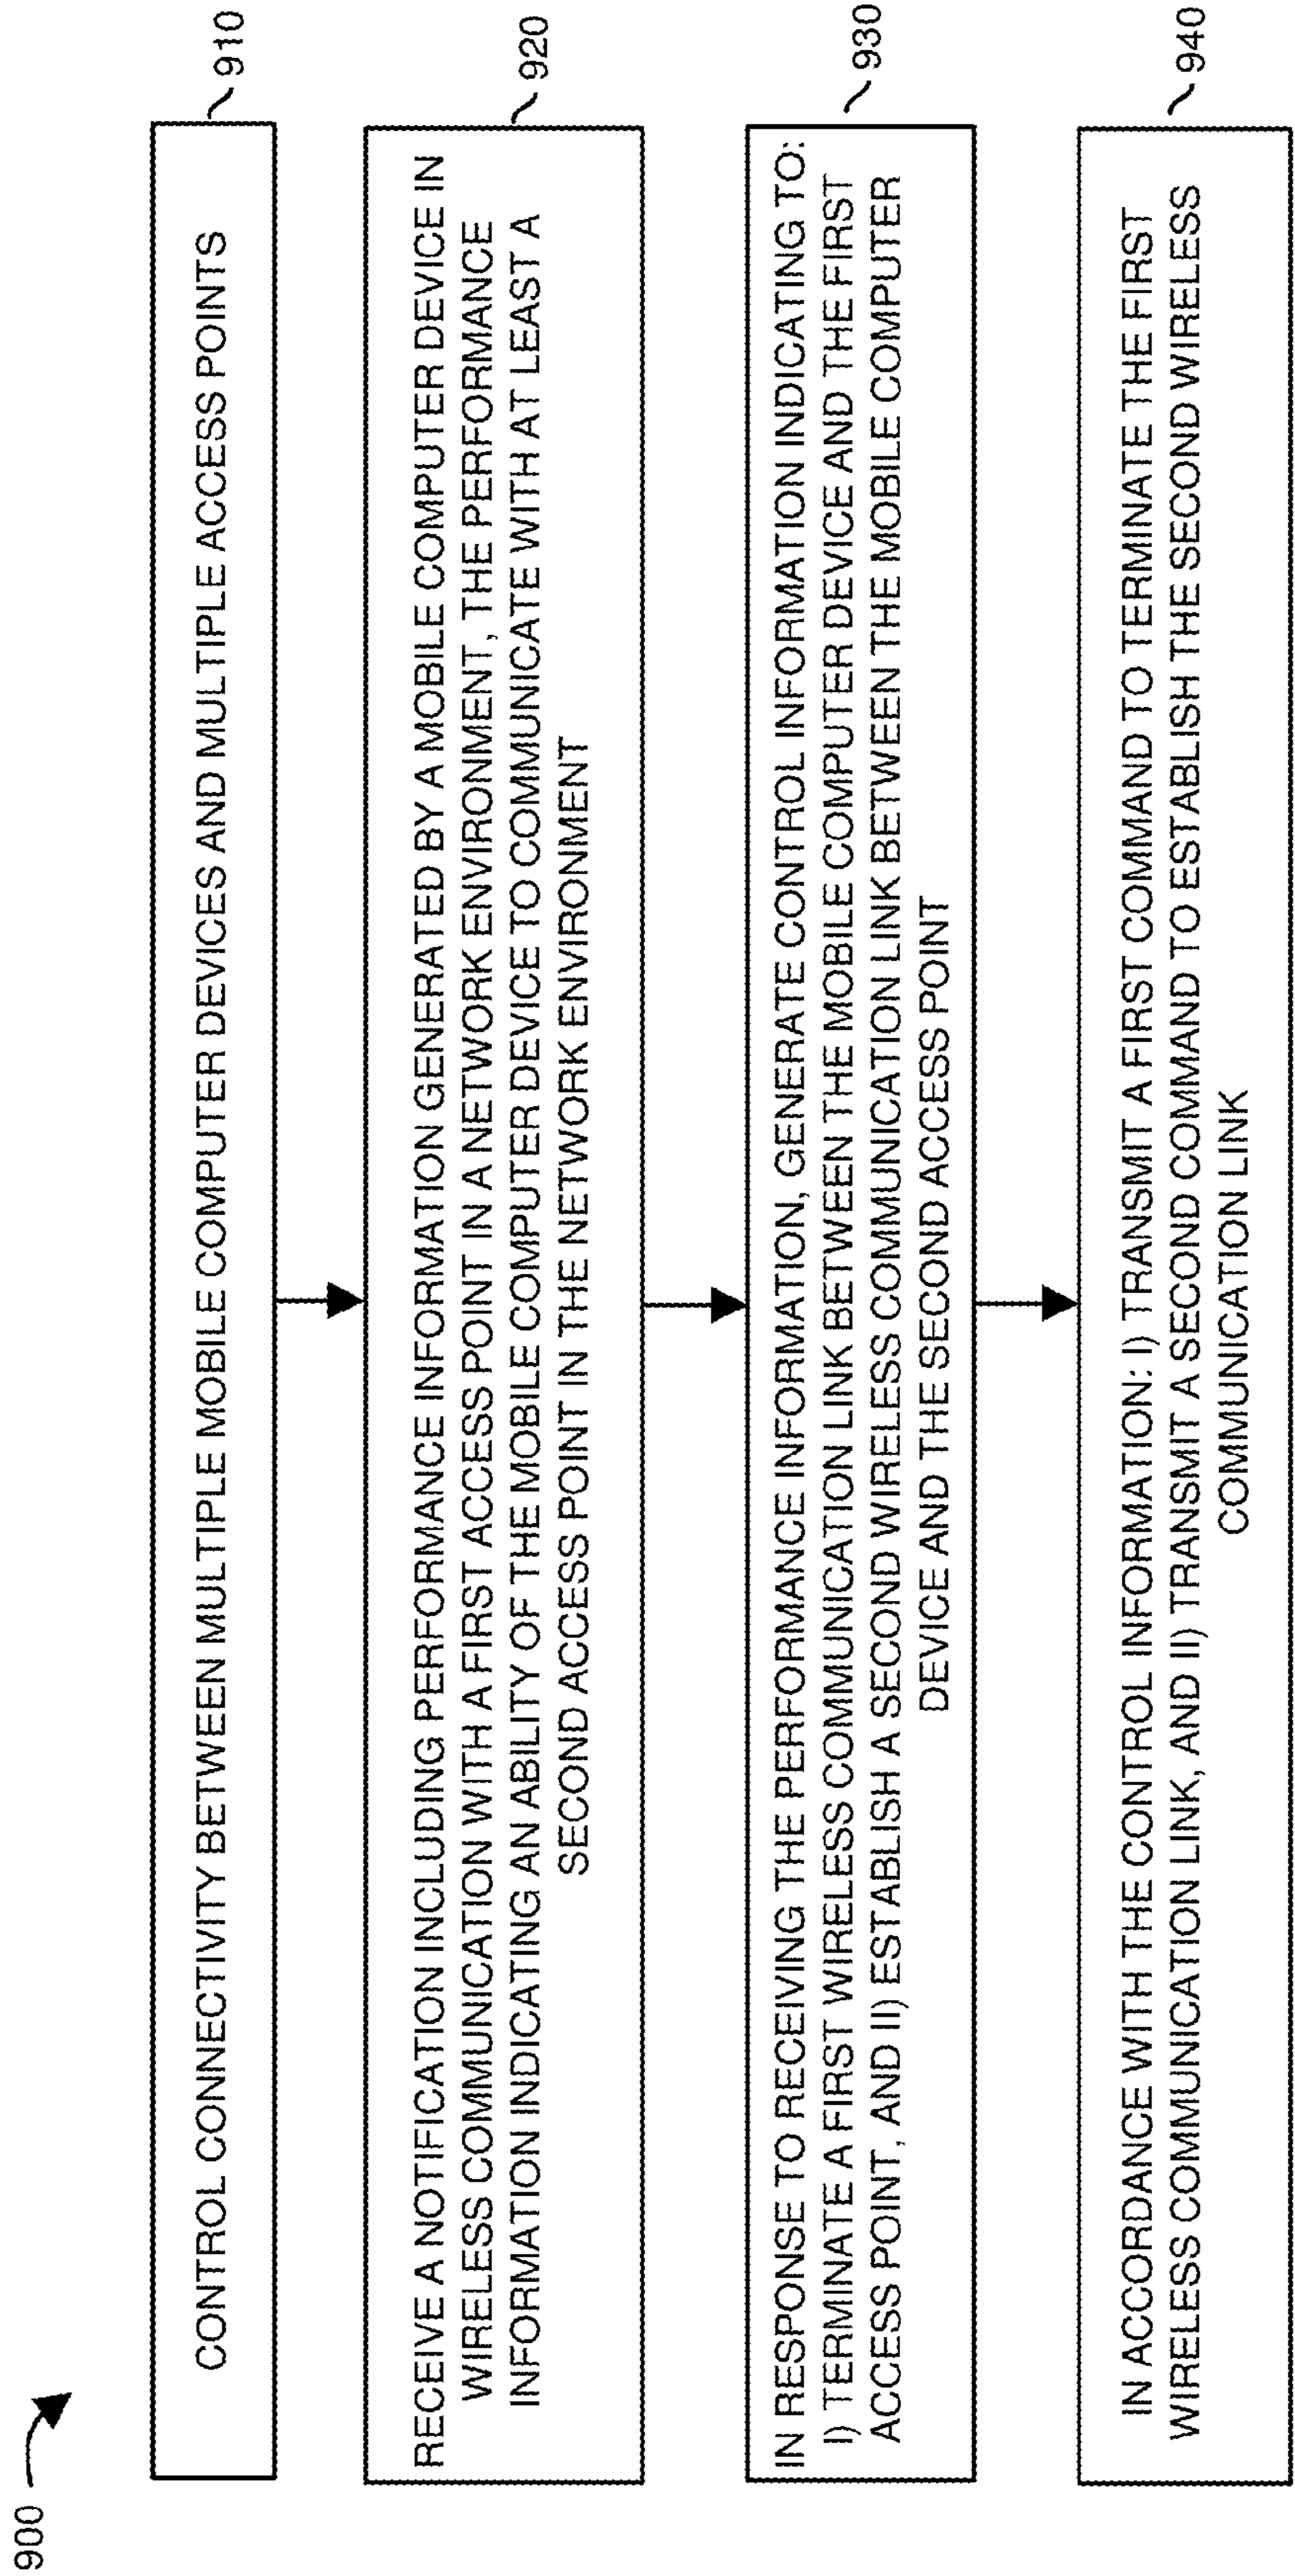 900
CONTROL CONNECTIVITY BETWEEN MULTIPLE MOBILE COMPUTER DEVICES AND MULTIPLE ACCESS POINTS
910
RECEIVE A NOTIFICATION INCLUDING PERFORMANCE INFORMATION GENERATED BY A MOBILE COMPUTER DEVICE IN
WIRELESS COMMUNICATION WITH A FIRST ACCESS POINT IN A NETWORK ENVIRONMENT, THE PERFORMANCE
INFORMATION INDICATING AN ABILITY OF THE MOBILE COMPUTER DEVICE TO COMMUNICATE WITH AT LEAST A
SECOND ACCESS POINT IN THE NETWORK ENVIRONMENT
920
IN RESPONSE TO RECEIVING THE PERFORMANCE INFORMATION, GENERATE CONTROL INFORMATION INDICATING TO:
I) TERMINATE A FIRST WIRELESS COMMUNICATION LINK BETWEEN THE MOBILE COMPUTER DEVICE AND THE FIRST
ACCESS POINT, AND II) ESTABLISH A SECOND WIRELESS COMMUNICATION LINK BETWEEN THE MOBILE COMPUTER
DEVICE AND THE SECOND ACCESS POINT
930
IN ACCORDANCE WITH THE CONTROL INFORMATION: I) TRANSMIT A FIRST COMMAND TO TERMINATE THE FIRST
WIRELESS COMMUNICATION LINK, AND II) TRANSMIT A SECOND COMMAND TO ESTABLISH THE SECOND WIRELESS
COMMUNICATION LINK
940